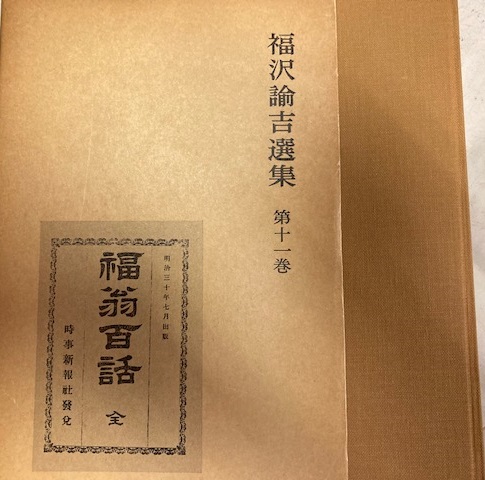 福沢諭吉選集 第十一巻
明治三十年七月出版
福翁百話 全
時事新報社發兌